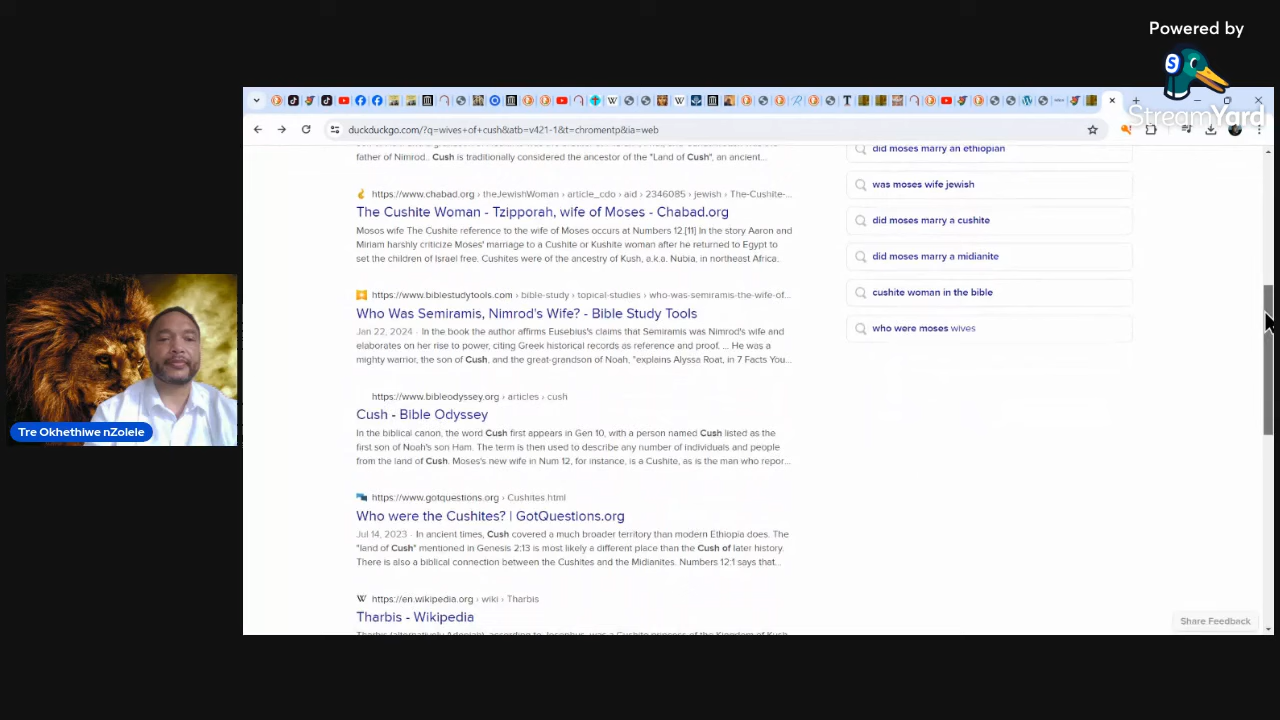 Powered by
S
StreamYard
duckduckgo.com/?q=wives+of+cush&atb=v421-1&t=chromentp&ia=web
father of Nimrod.. Cush is traditionally considered the ancestor of the "Land of Cush", an ancient...
https://www.chabad.org › theJewishWoman › article_cdo › aid › 2346085 › jewish › The-Cushite-...
The Cushite Woman - Tzipporah, wife of Moses - Chabad.org
Mosos wife The Cushite reference to the wife of Moses occurs at Numbers 12.[11] In the story Aaron and
Miriam harshly criticize Moses' marriage to a Cushite or Kushite woman after he returned to Egypt to
set the children of Israel free. Cushites were of the ancestry of Kush, a.k.a. Nubia, in northeast Africa.
https://www.biblestudytools.com › bible-study › topical-studies › who-was-semiramis-the-wife-of...
Who Was Semiramis, Nimrod's Wife? - Bible Study Tools
Jan 22, 2024 · In the book the author affirms Eusebius's claims that Semiramis was Nimrod's wife and
elaborates on her rise to power, citing Greek historical records as reference and proof. ... He was a
mighty warrior, the son of Cush, and the great-grandson of Noah, "explains Alyssa Roat, in 7 Facts You...
https://www.bibleodyssey.org › articles › cush
Cush - Bible Odyssey
In the biblical canon, the word Cush first appears in Gen 10, with a person named Cush listed as the
first son of Noah's son Ham. The term is then used to describe any number of individuals and people
from the land of Cush. Moses's new wife in Num 12, for instance, is a Cushite, as is the man who repor...
https://www.gotquestions.org › Cushites.html
Who were the Cushites? | GotQuestions.org
Jul 14, 2023 · In ancient times, Cush covered a much broader territory than modern Ethiopia does. The
"land of Cush" mentioned in Genesis 2:13 is most likely a different place than the Cush of later history.
There is also a biblical connection between the Cushites and the Midianites. Numbers 12:1 says that...
https://en.wikipedia.org › wiki › Tharbis
Tharbis - Wikipedia
did moses marry an ethiopian
was moses wife jewish
did moses marry a cushite
did moses marry a midianite
cushite woman in the bible
who were moses wives
Share Feedback
Tre Okhethiwe nZolele